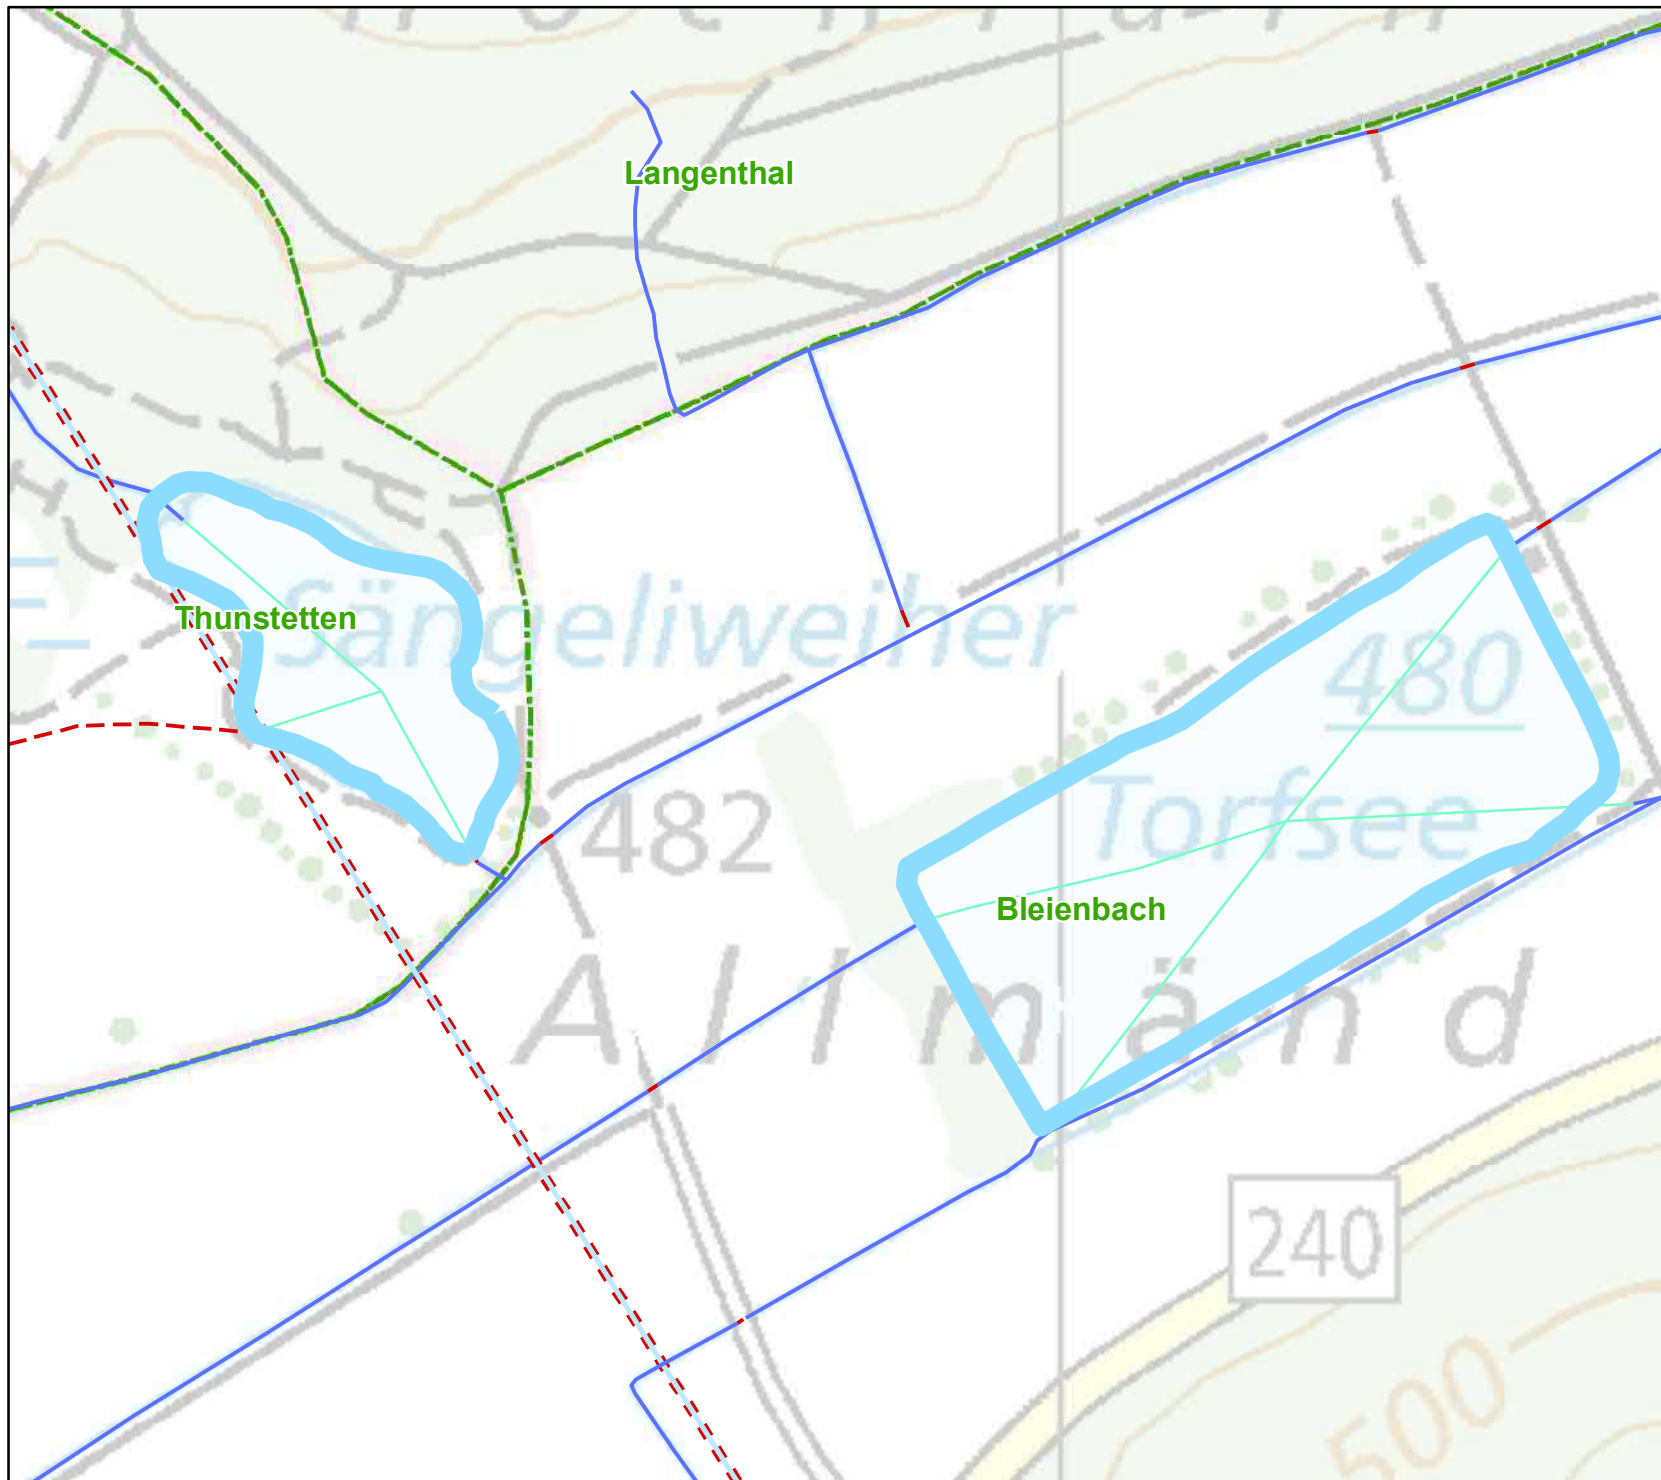 Langenthal
Thunstetten
Sängeliweiher
480
Torfsee
482
Bleienbach
Allmänd
240
500